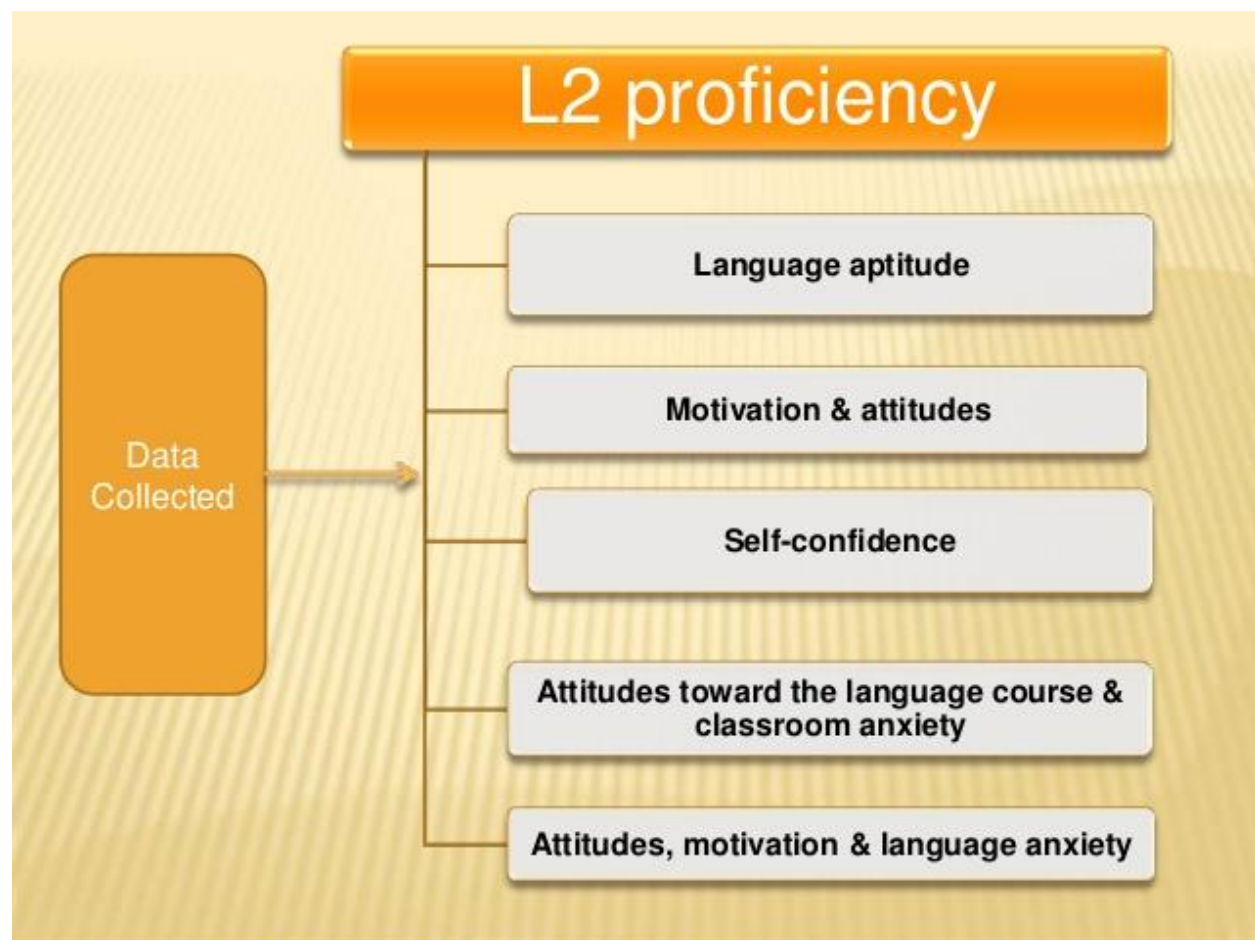 L2 proficiency
Data
Collected
Language aptitude
Motivation & attitudes
Self-confidence
Attitudes toward the language course &
classroom anxiety
Attitudes, motivation & language anxiety